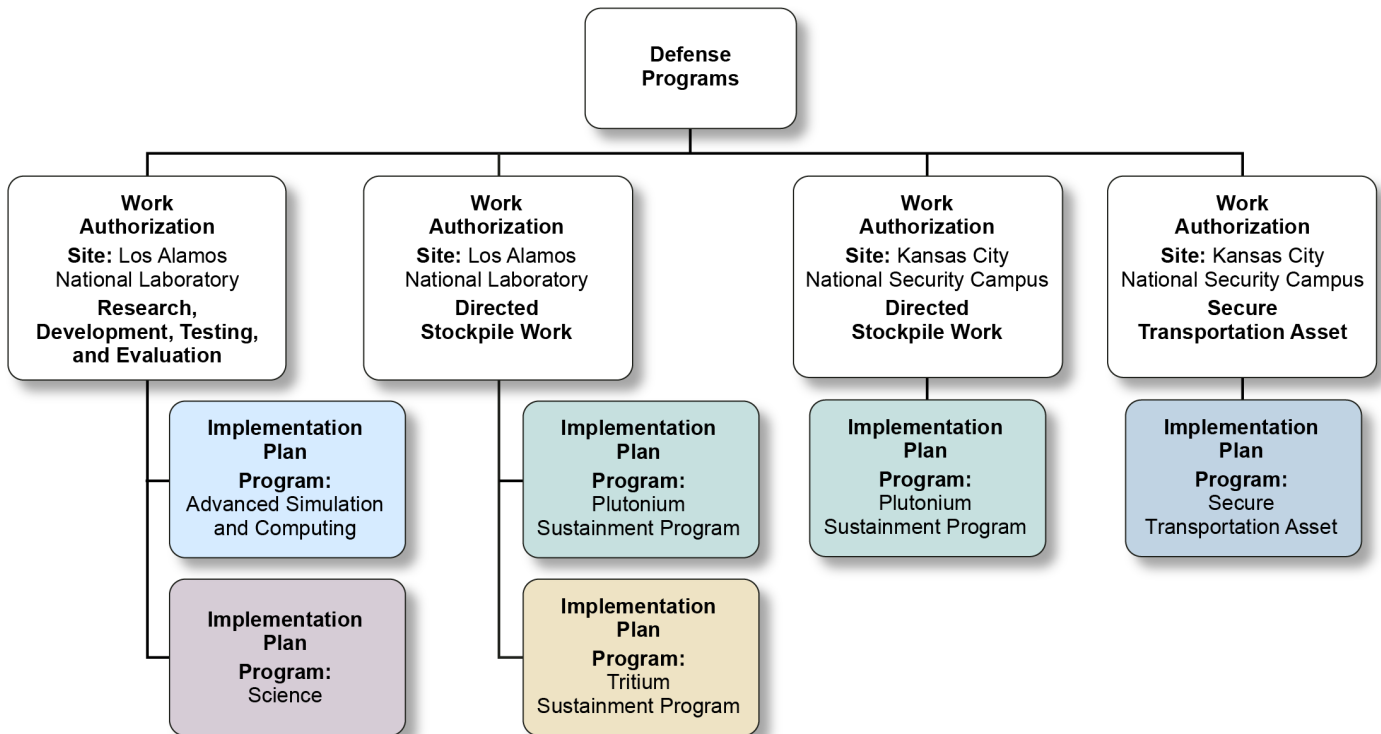 Defense
Programs
Work
Authorization
Site: Los Alamos
National Laboratory
Research,
Development, Testing,
and Evaluation
Work
Authorization
Site: Los Alamos
National Laboratory
Directed
Stockpile Work
Work
Authorization
Site: Kansas City
National Security Campus
Directed
Stockpile Work
Work
Authorization
Site: Kansas City
National Security Campus
Secure
Transportation Asset
Implementation
Plan
Program:
Advanced Simulation
and Computing
Implementation
Plan
Program:
Plutonium
Sustainment Program
Implementation
Plan
Program:
Plutonium
Sustainment Program
Implementation
Plan
Program:
Secure
Transportation Asset
Implementation
Plan
Program:
Science
Implementation
Plan
Program:
Tritium
Sustainment Program